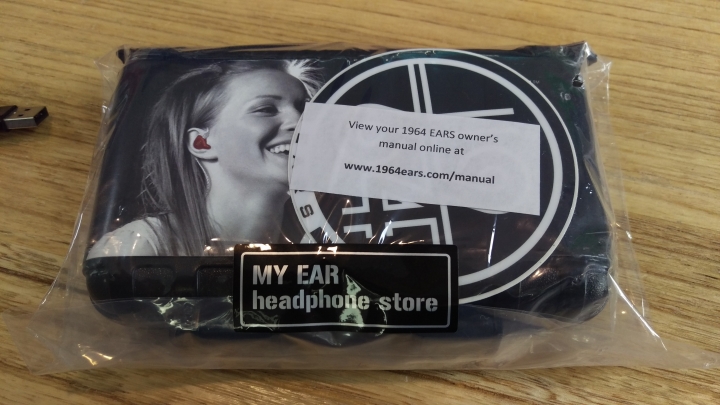 View your 1964 EARS owner's
manual online at
www.1964ears.com/manual
S
MY EAR
headphone store